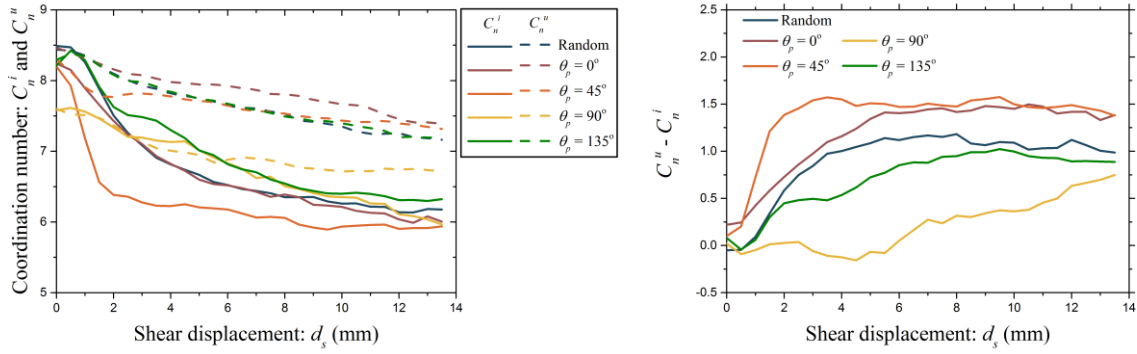 Coordination number: C_n^i and C_n^u
9
8
7
6
5
0
2
4
6
8
10
12
14
Shear displacement: d_s (mm)
C_n^i C_n^u
Random
θ_p = 0°
θ_p = 45°
θ_p = 90°
θ_p = 135°
C_n^u - C_n^i
2.5
2.0
1.5
1.0
0.5
0.0
-0.5
Random
θ_p = 0° θ_p = 90°
θ_p = 45° θ_p = 135°
0
2
4
6
8
10
12
14
Shear displacement: d_s (mm)